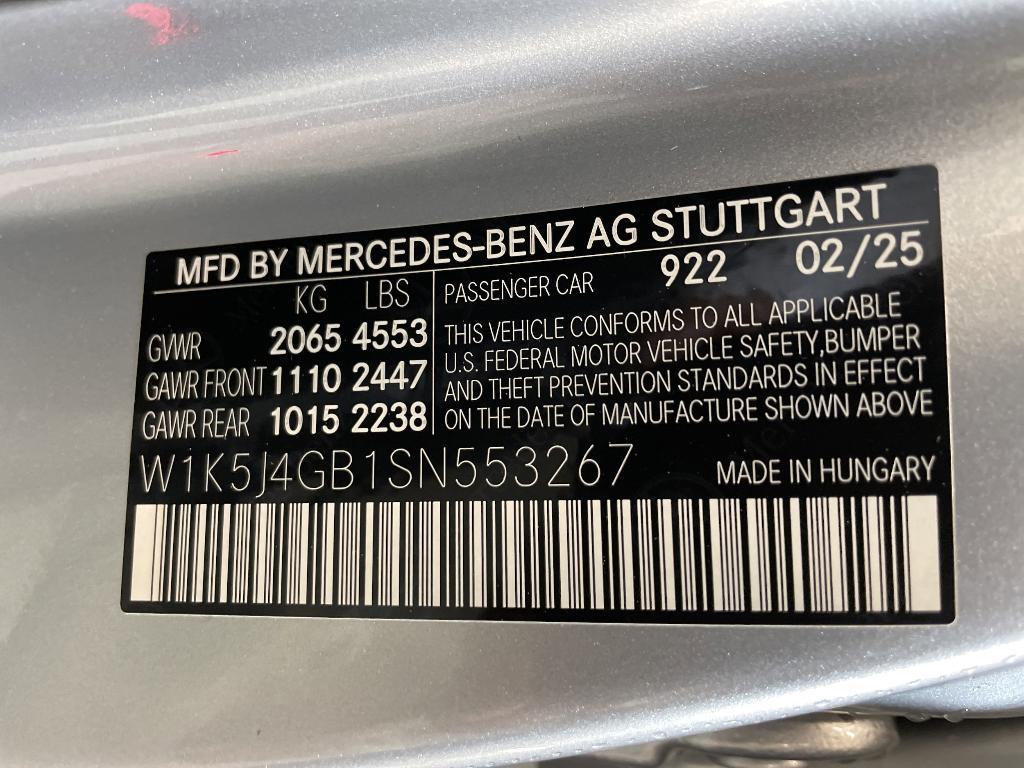 MFD BY MERCEDES-BENZ AG STUTTGART
KG LBS
GVWR 2065 4553
GAWR FRONT 1110 2447
GAWR REAR 1015 2238
PASSENGER CAR 922 02/25
THIS VEHICLE CONFORMS TO ALL APPLICABLE
U.S. FEDERAL MOTOR VEHICLE SAFETY,BUMPER
AND THEFT PREVENTION STANDARDS IN EFFECT
ON THE DATE OF MANUFACTURE SHOWN ABOVE
W1K5J4GB1SN553267
MADE IN HUNGARY